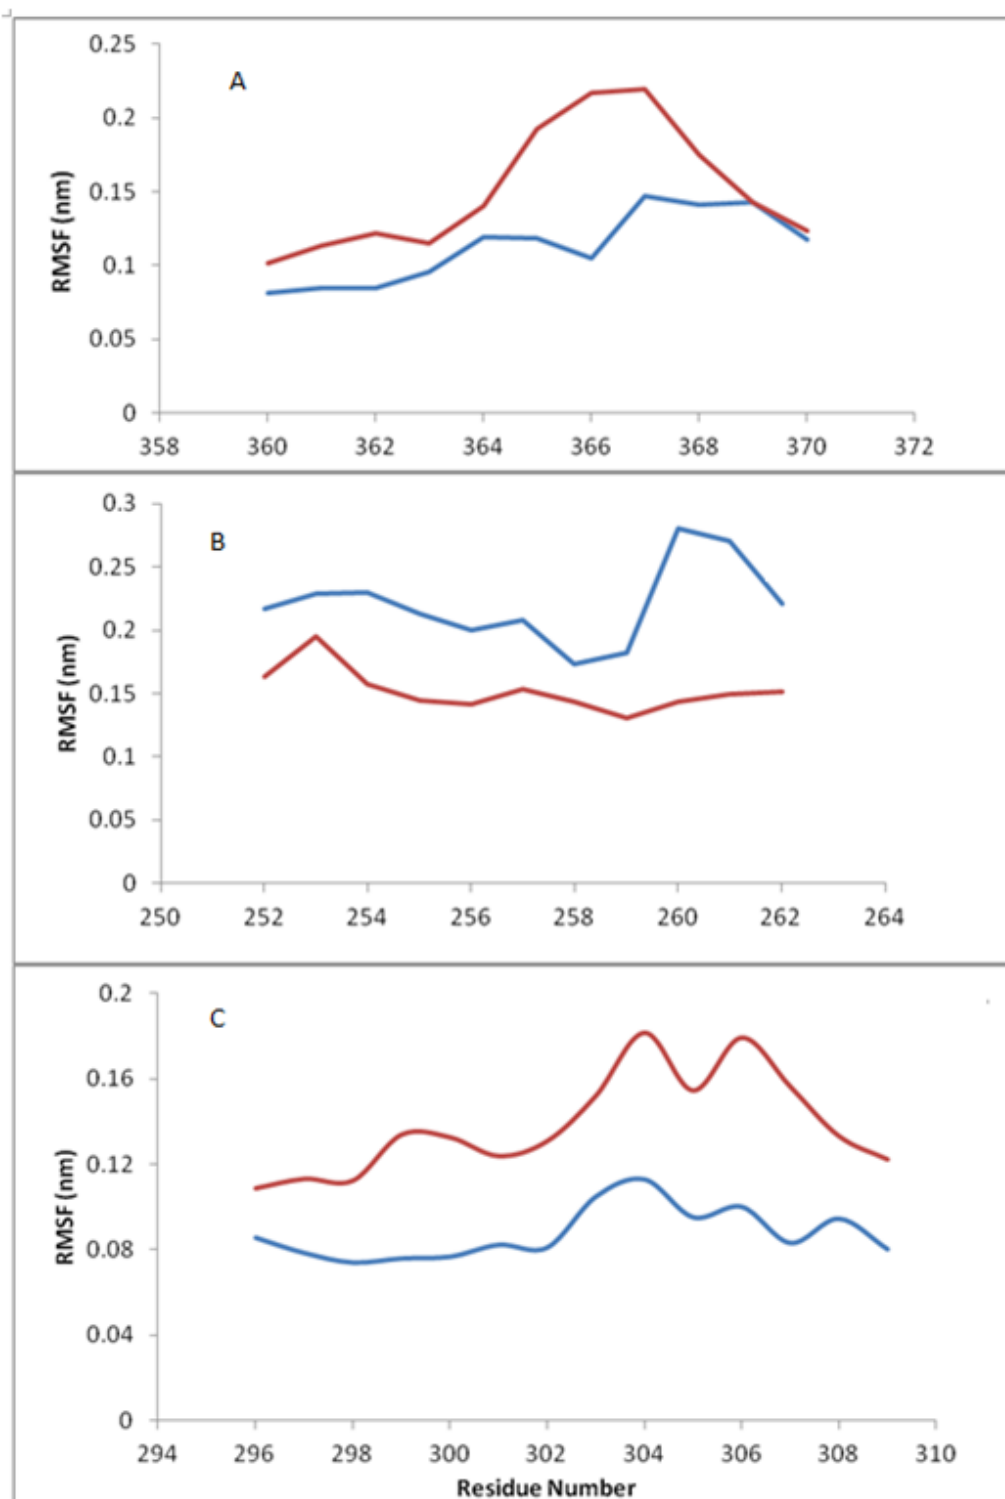 A
0.25
0.2
0.15
0.1
0.05
0
RMSF (nm)
358 360 362 364 366 368 370 372
B
0.3
0.25
0.2
0.15
0.1
0.05
0
RMSF (nm)
250 252 254 256 258 260 262 264
C
0.2
0.16
0.12
0.08
0.04
0
RMSF (nm)
294 296 298 300 302 304 306 308 310
Residue Number